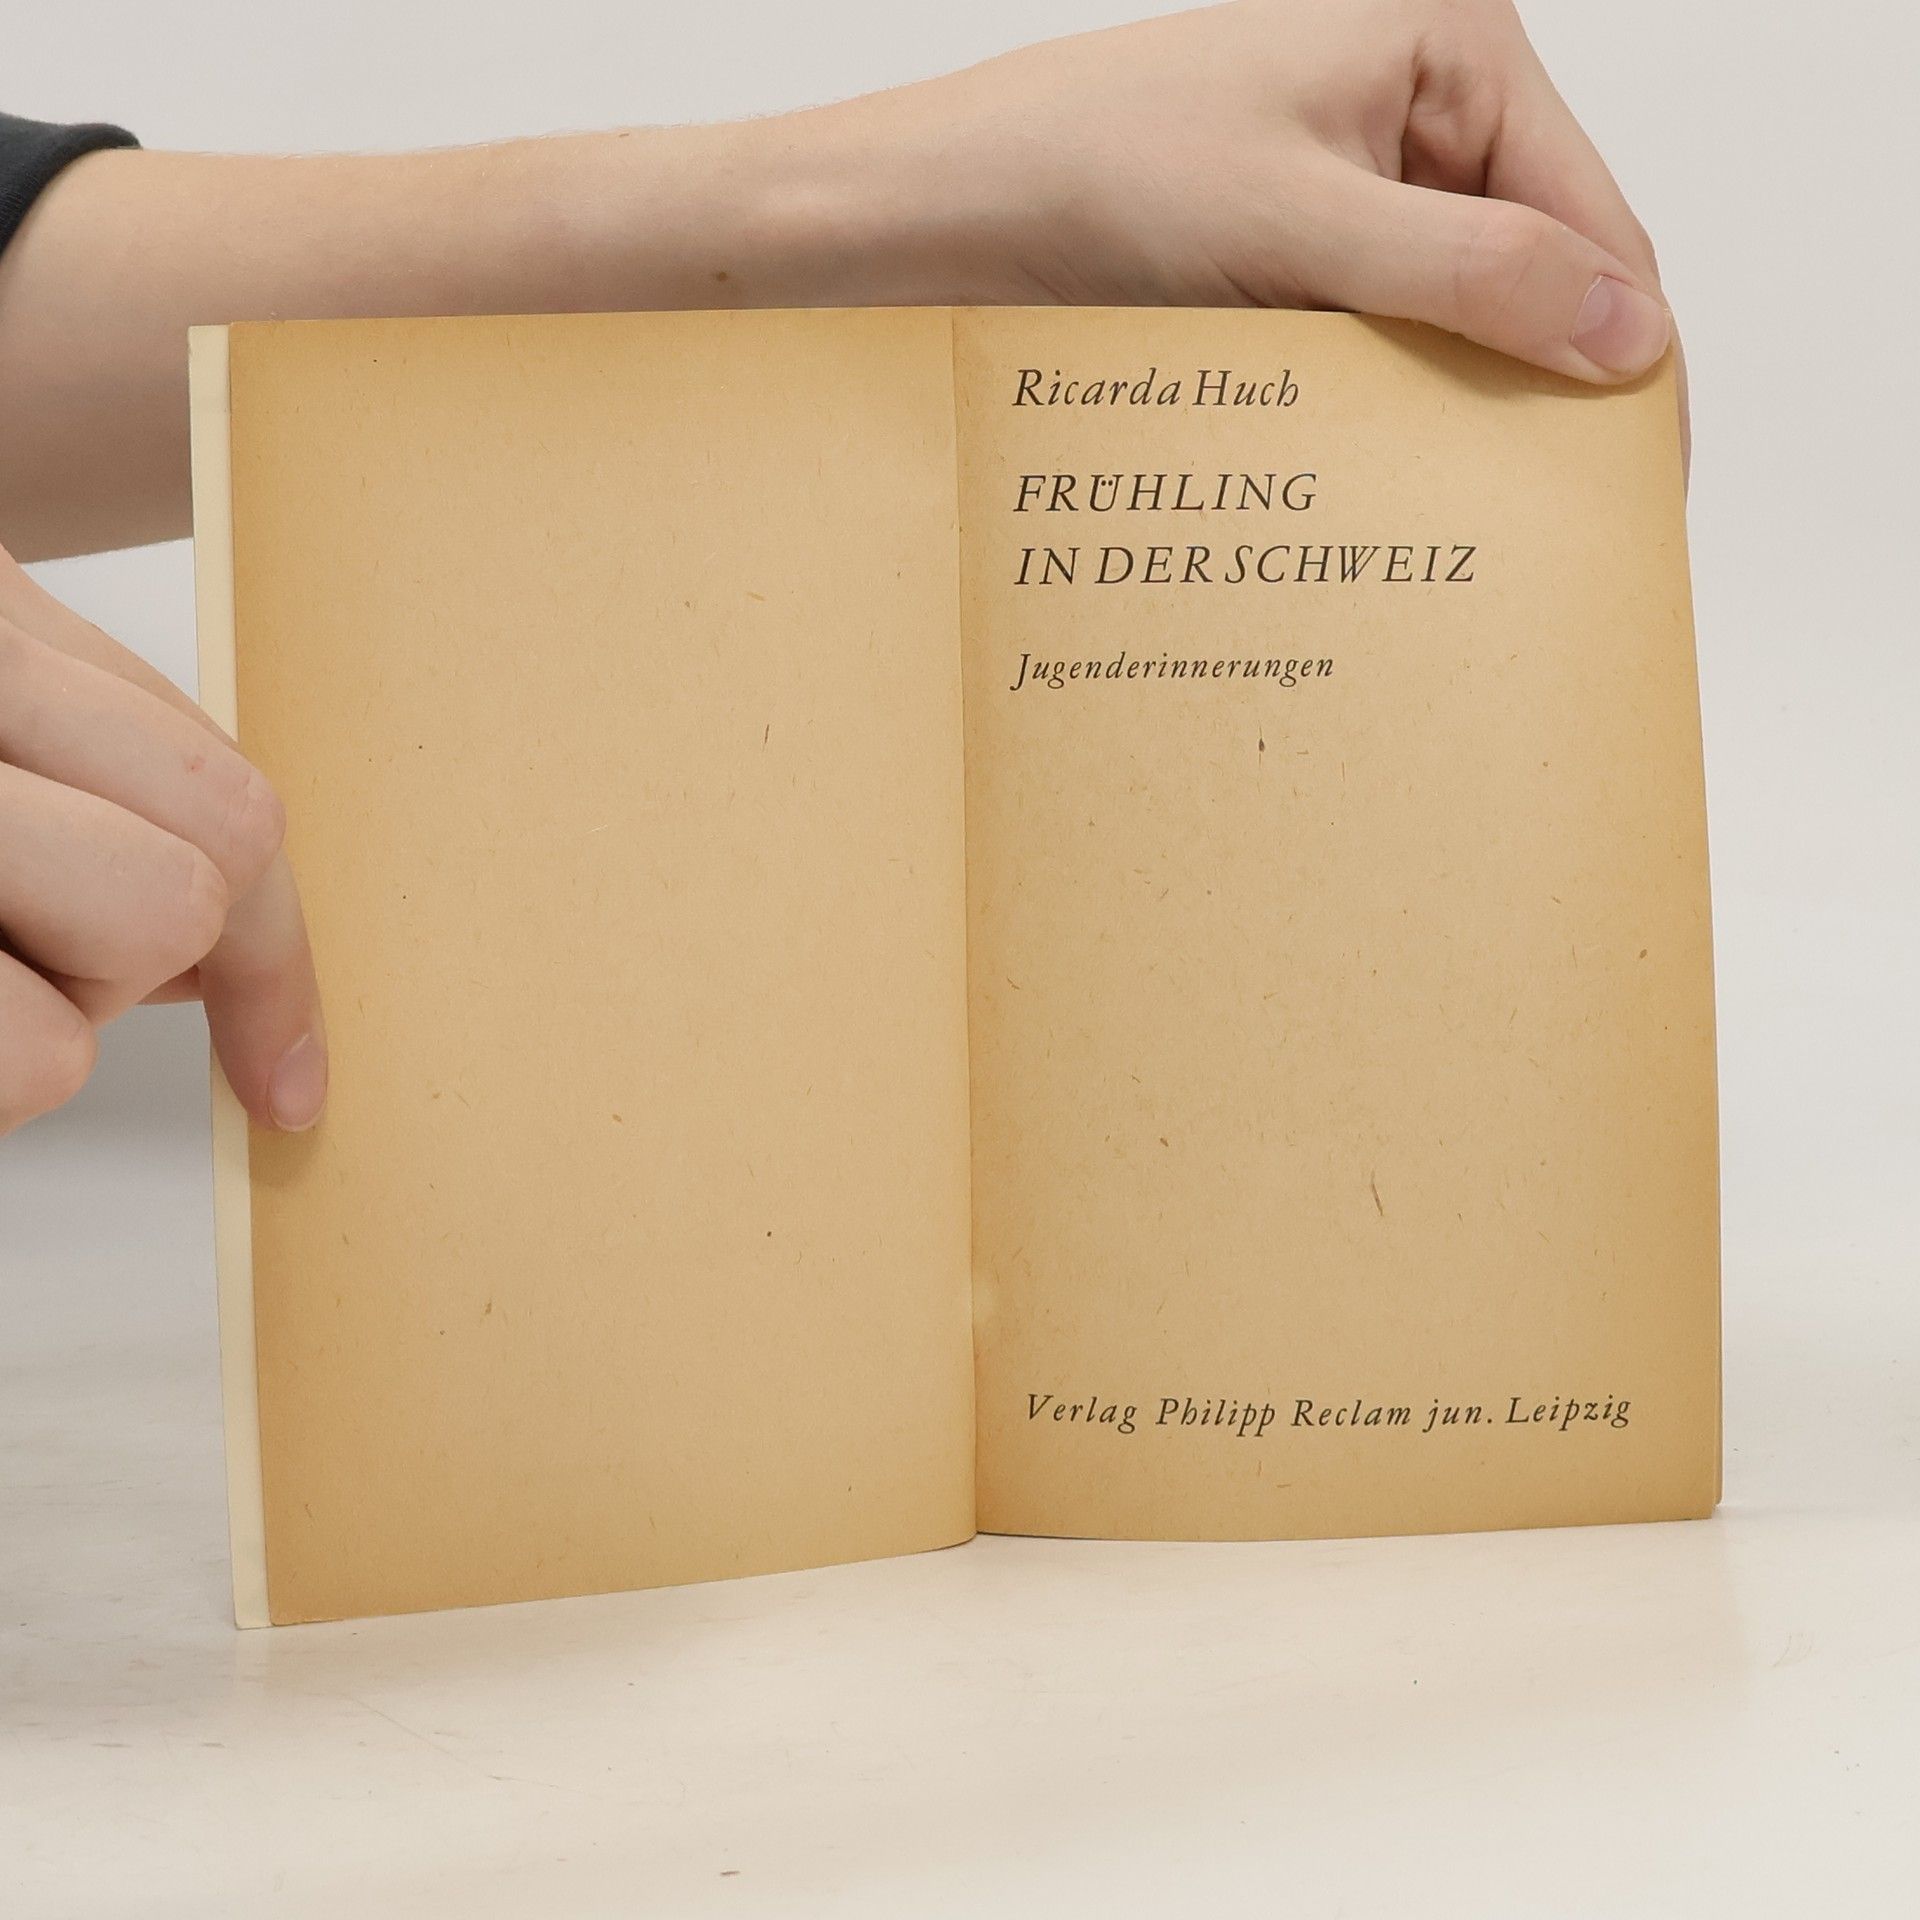 Ricarda Huch
FRÜHLING
IN DER SCHWEIZ
Jugenderinnerungen
Verlag Philipp Reclam jun. Leipzig